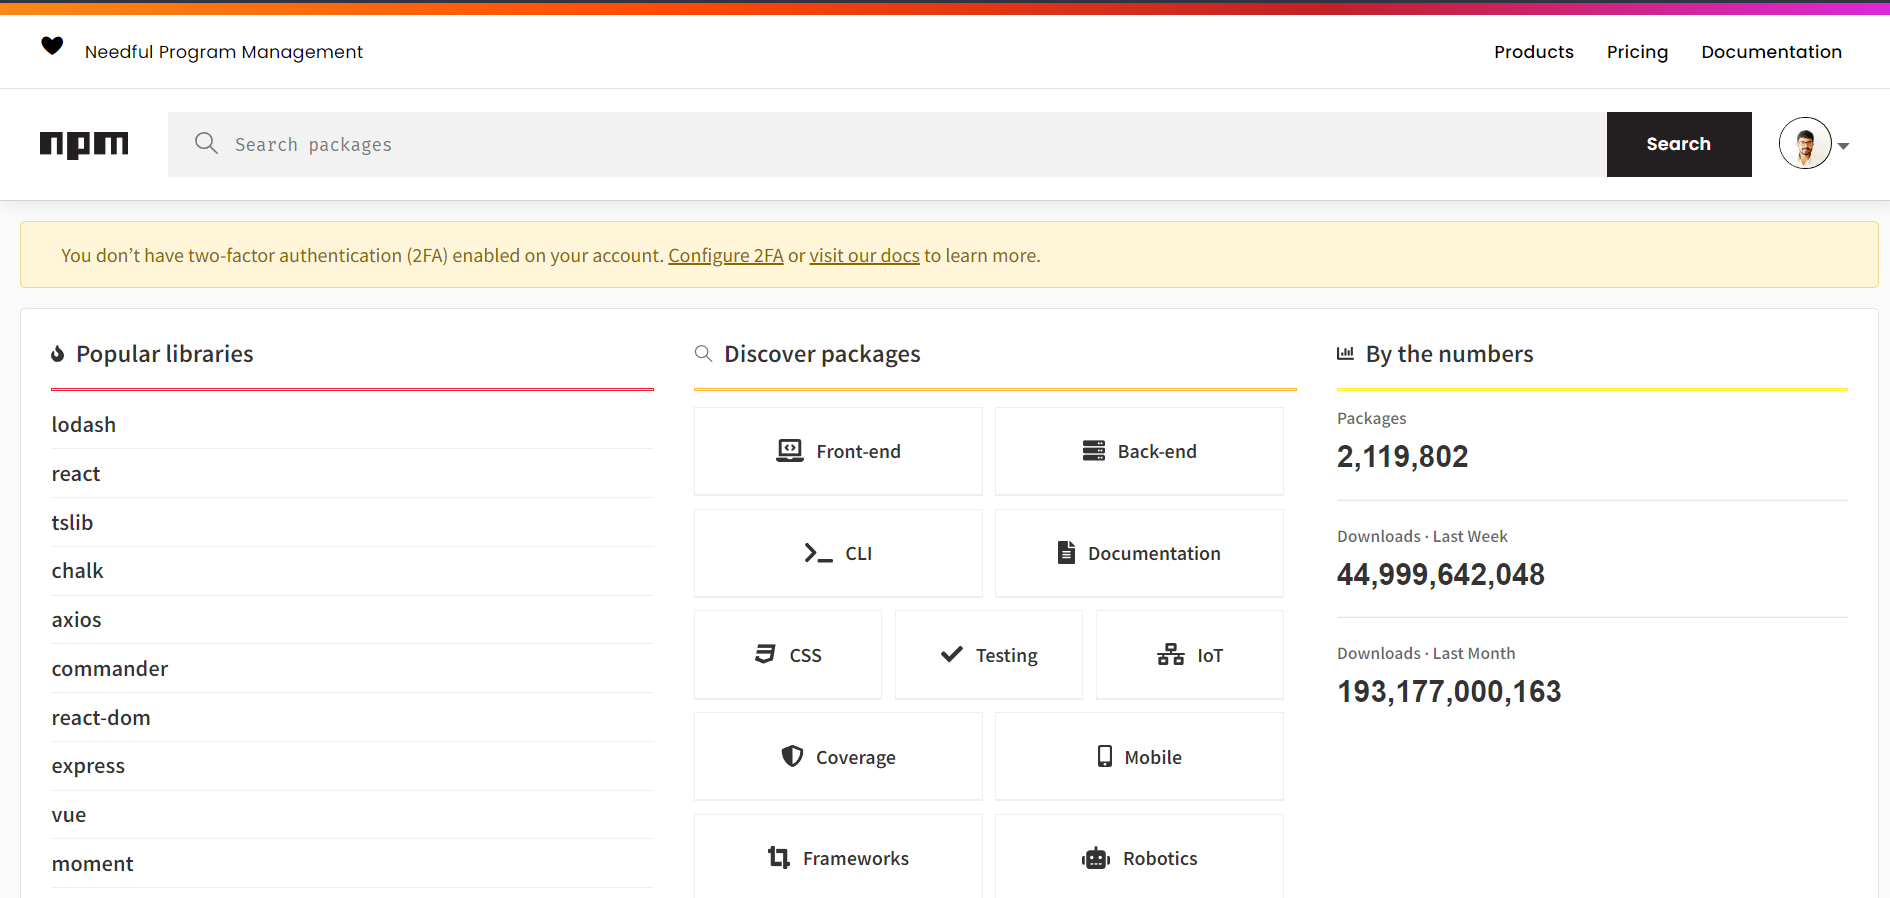 Needful Program Management
Products Pricing Documentation
npm
Search packages
Search
You don’t have two-factor authentication (2FA) enabled on your account. Configure 2FA or visit our docs to learn more.
Popular libraries
lodash
react
tslib
chalk
axios
commander
react-dom
express
vue
moment
Discover packages
Front-end
Back-end
CLI
Documentation
CSS
Testing
IoT
Coverage
Mobile
Frameworks
Robotics
By the numbers
Packages
2,119,802
Downloads · Last Week
44,999,642,048
Downloads · Last Month
193,177,000,163